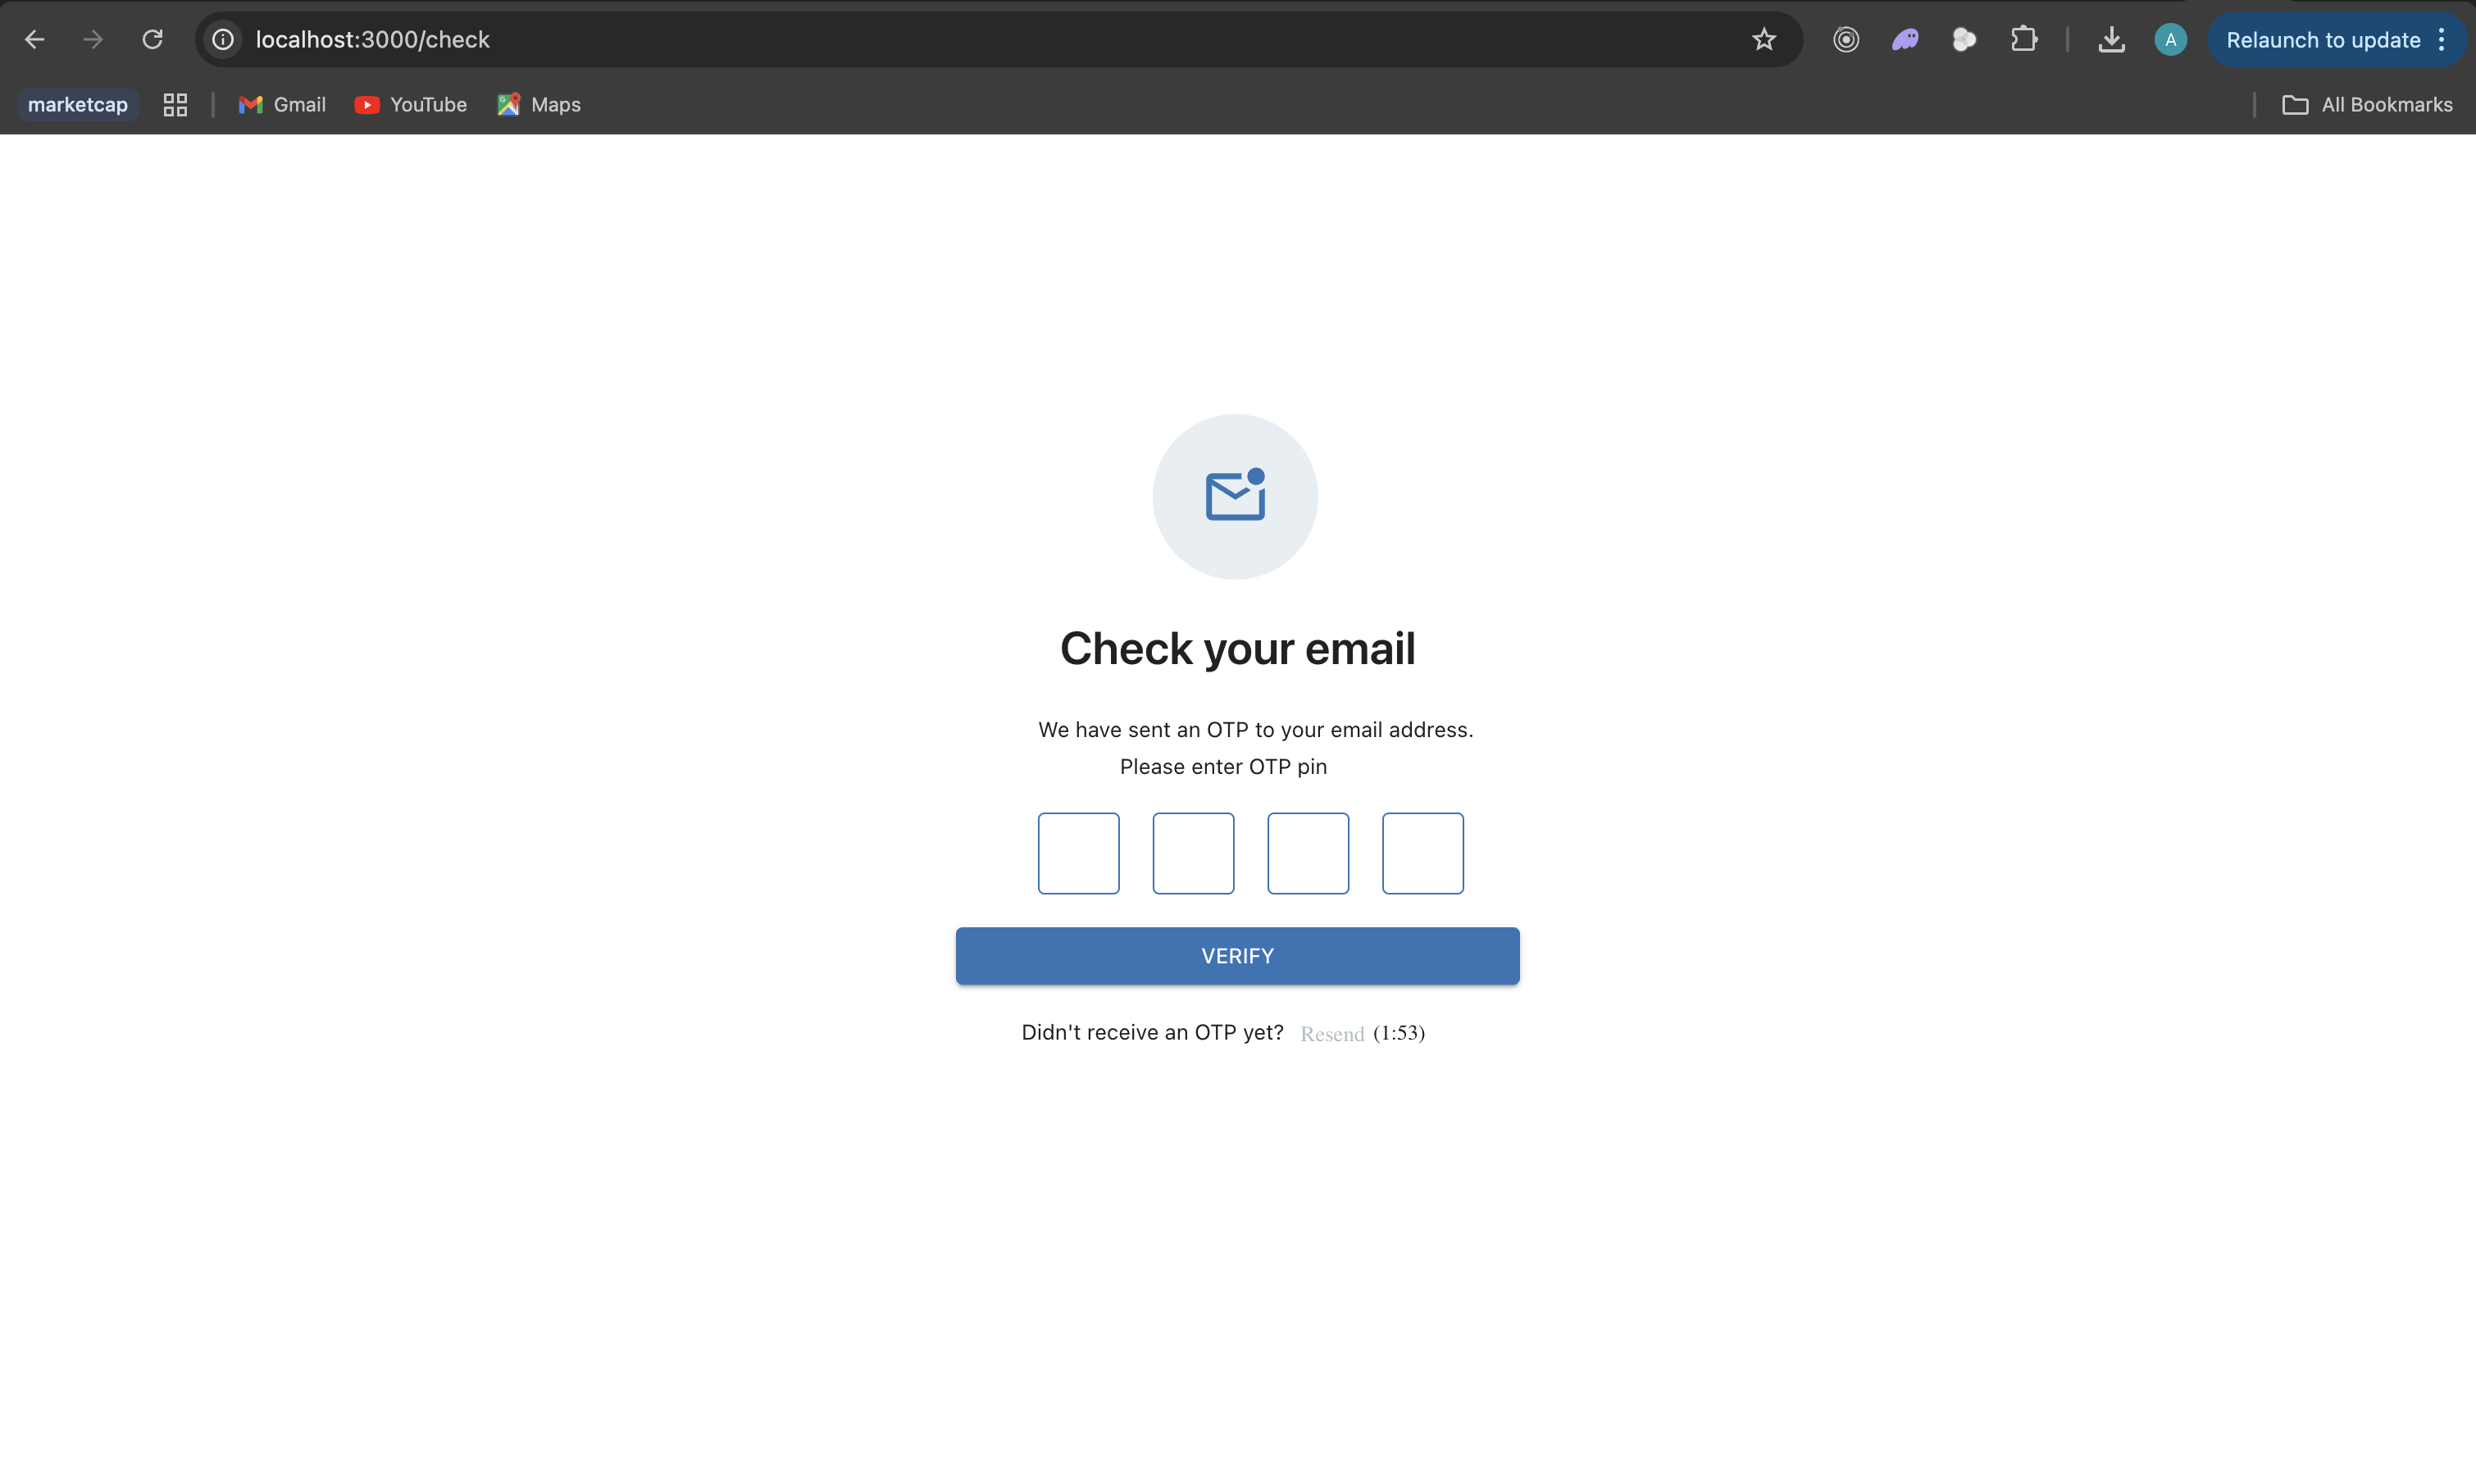 localhost:3000/check
A
Relaunch to update
marketcap
Gmail
YouTube
Maps
All Bookmarks
Check your email
We have sent an OTP to your email address.
Please enter OTP pin
VERIFY
Didn't receive an OTP yet? Resend (1:53)